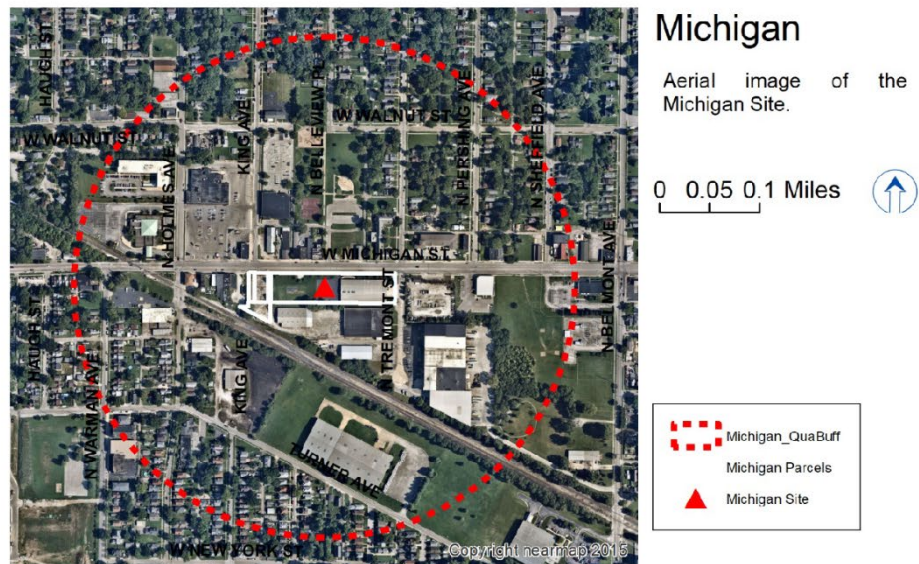 Michigan
Aerial image of the
Michigan Site.
0 0.05 0.1 Miles
HAUGH ST
W WALNUT ST
N HOLMES AVE
KING AVE
N BELLEVIEW PL
W WALNUT ST
N PERSHING AVE
N SHEFFIELD AVE
W MICHIGAN ST
N BELMONT AVE
N TREMONT ST
HAUGH ST
N WARMAN AVE
KING AVE
TURNER AVE
W NEW YORK ST
Copyright nearmap 2015
Michigan_QuaBuff
Michigan Parcels
Michigan Site